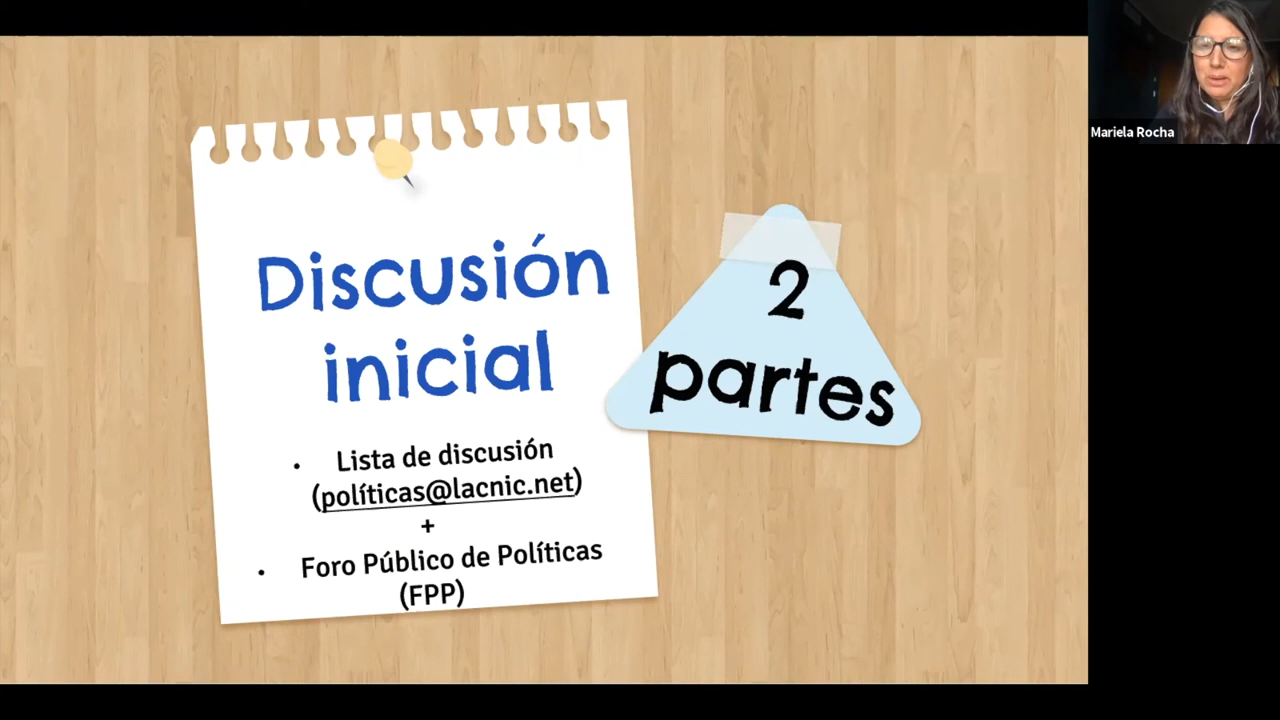 Discusión
inicial
• Lista de discusión
(políticas@lacnic.net)
+
• Foro Público de Políticas
(FPP)
2
partes
Mariela Rocha